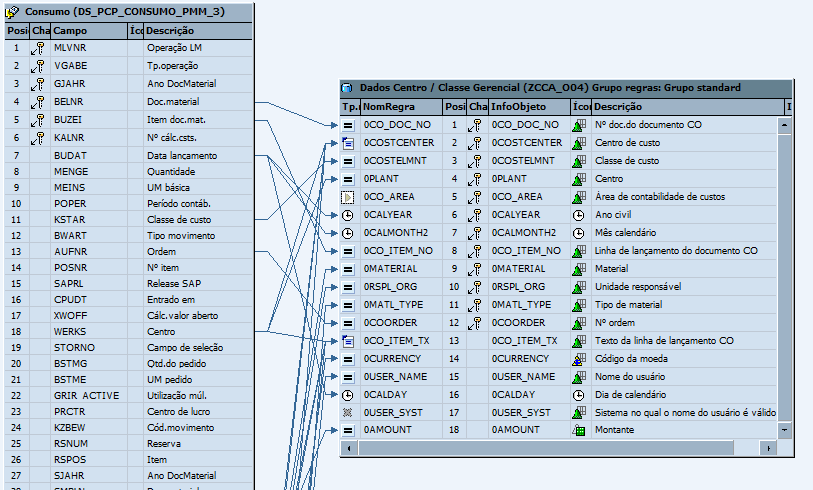 Consumo (DS_PCP_CONSUMO_PMM_3)
Posi Cha Campo Íco Descrição
1 MLVNR Operação LM
2 VGABE Tp.operação
3 GJAHR Ano DocMaterial
4 BELNR Doc.material
5 BUZEI Item doc.mat.
6 KALNR Nº cálc.csts.
7 BUDAT Data lancamento
8 MENGE Quantidade
9 MEINS UM básica
10 POPER Período contáb.
11 KSTAR Classe de custo
12 BWART Tipo movimento
13 AUFNR Ordem
14 POSNR Nº item
15 SAPRL Release SAP
16 CPUDT Entrado em
17 XWOFF Cálc.valor aberto
18 WERKS Centro
19 STORNO Campo de seleção
20 BSTMG Qtd.do pedido
21 BSTME UM pedido
22 GRIR ACTIVE Utilização múl.
23 PRCTR Centro de lucro
24 KZBEW Cód.movimento
25 RSNUM Reserva
26 RSPOS Item
27 SJAHR Ano DocMaterial
Dados Centro / Classe Gerencial (ZCCA_O04) Grupo regras: Grupo standard
Tp.r NomRegra Posi Cha InfoObjeto Íco Descrição I
0CO_DOC_NO 1 0CO_DOC_NO Nº doc.do documento CO
0COSTCENTER 2 0COSTCENTER Centro de custo
0COSTELMNT 3 0COSTELMNT Classe de custo
0PLANT 4 0PLANT Centro
0CO_AREA 5 0CO_AREA Área de contabilidade de custos
0CALYEAR 6 0CALYEAR Ano civil
0CALMONTH2 7 0CALMONTH2 Mês calendário
0CO_ITEM_NO 8 0CO_ITEM_NO Linha de lançamento do documento CO
0MATERIAL 9 0MATERIAL Material
0RSPL_ORG 10 0RSPL_ORG Unidade responsável
0MATL_TYPE 11 0MATL_TYPE Tipo de material
0COORDER 12 0COORDER Nº ordem
0CO_ITEM_TX 13 0CO_ITEM_TX Texto da linha de lançamento CO
0CURRENCY 14 0CURRENCY Código da moeda
0USER_NAME 15 0USER_NAME Nome do usuário
0CALDAY 16 0CALDAY Dia de calendário
0USER_SYST 17 0USER_SYST Sistema no qual o nome do usuário é válido
0AMOUNT 18 0AMOUNT Montante